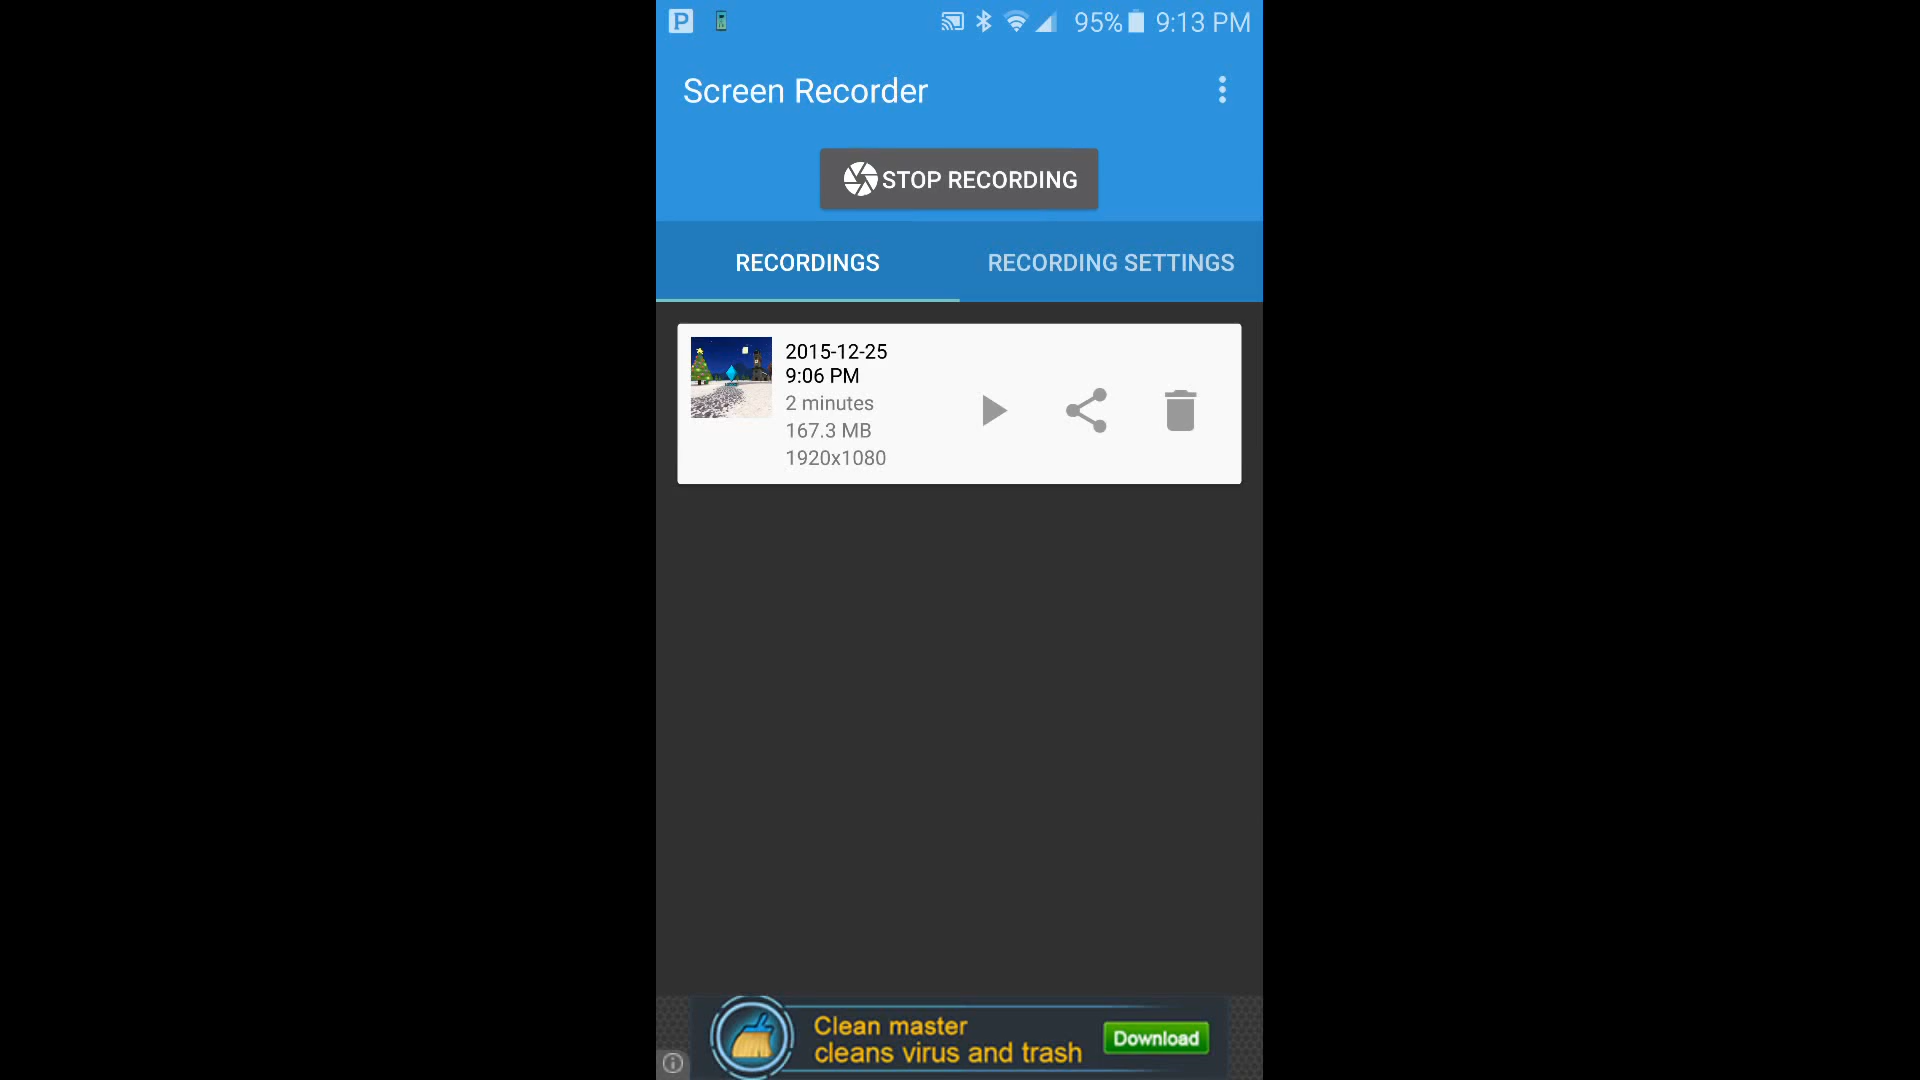 P
95% 9:13 PM
Screen Recorder
STOP RECORDING
RECORDINGS
RECORDING SETTINGS
2015-12-25
9:06 PM
2 minutes
167.3 MB
1920x1080
Clean master
cleans virus and trash
Download